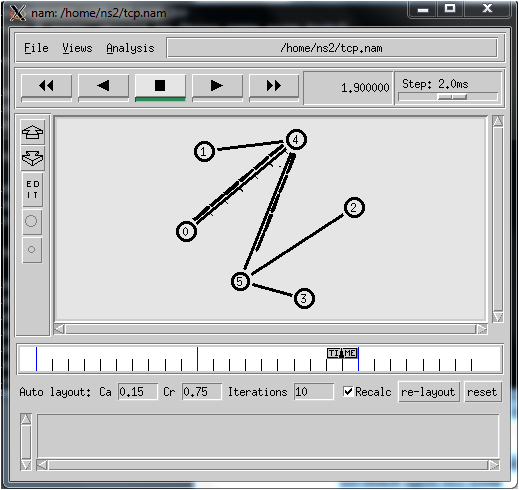 nam: /home/ns2/tcp.nam
File Views Analysis /home/ns2/tcp.nam
1.900000 Step: 2.0ms
ED
IT
1
4
0
2
5
3
TIME
Auto layout: Ca 0.15 Cr 0.75 Iterations 10 Recalc re-layout reset